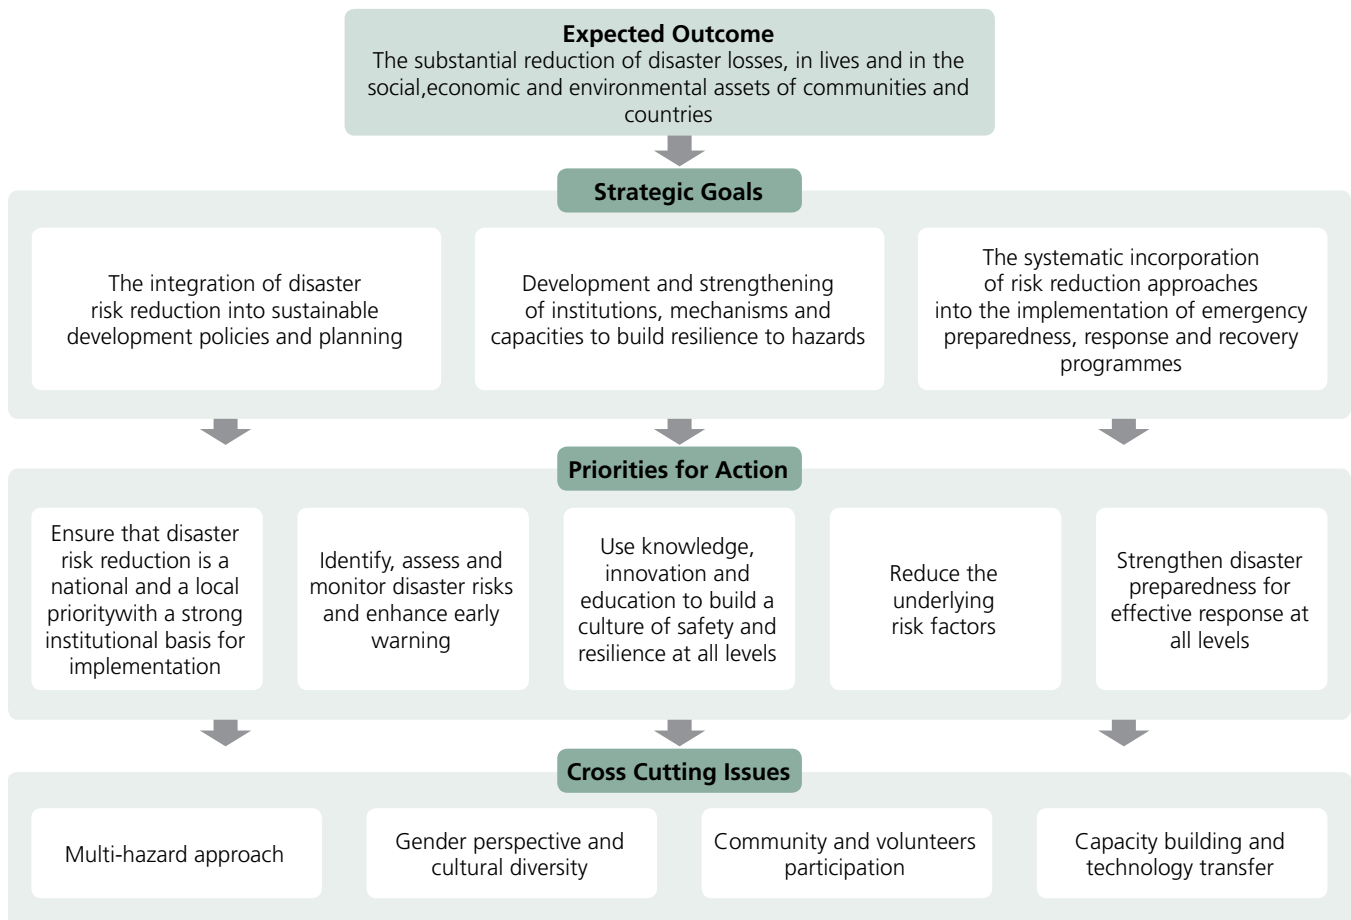 Expected Outcome
The substantial reduction of disaster losses, in lives and in the
social,economic and environmental assets of communities and
countries
Strategic Goals
The integration of disaster
risk reduction into sustainable
development policies and planning
Development and strengthening
of institutions, mechanisms and
capacities to build resilience to hazards
The systematic incorporation
of risk reduction approaches
into the implementation of emergency
preparedness, response and recovery
programmes
Priorities for Action
Ensure that disaster
risk reduction is a
national and a local
prioritywith a strong
institutional basis for
implementation
Identify, assess and
monitor disaster risks
and enhance early
warning
Use knowledge,
innovation and
education to build a
culture of safety and
resilience at all levels
Reduce the
underlying
risk factors
Strengthen disaster
preparedness for
effective response at
all levels
Cross Cutting Issues
Multi-hazard approach
Gender perspective and
cultural diversity
Community and volunteers
participation
Capacity building and
technology transfer